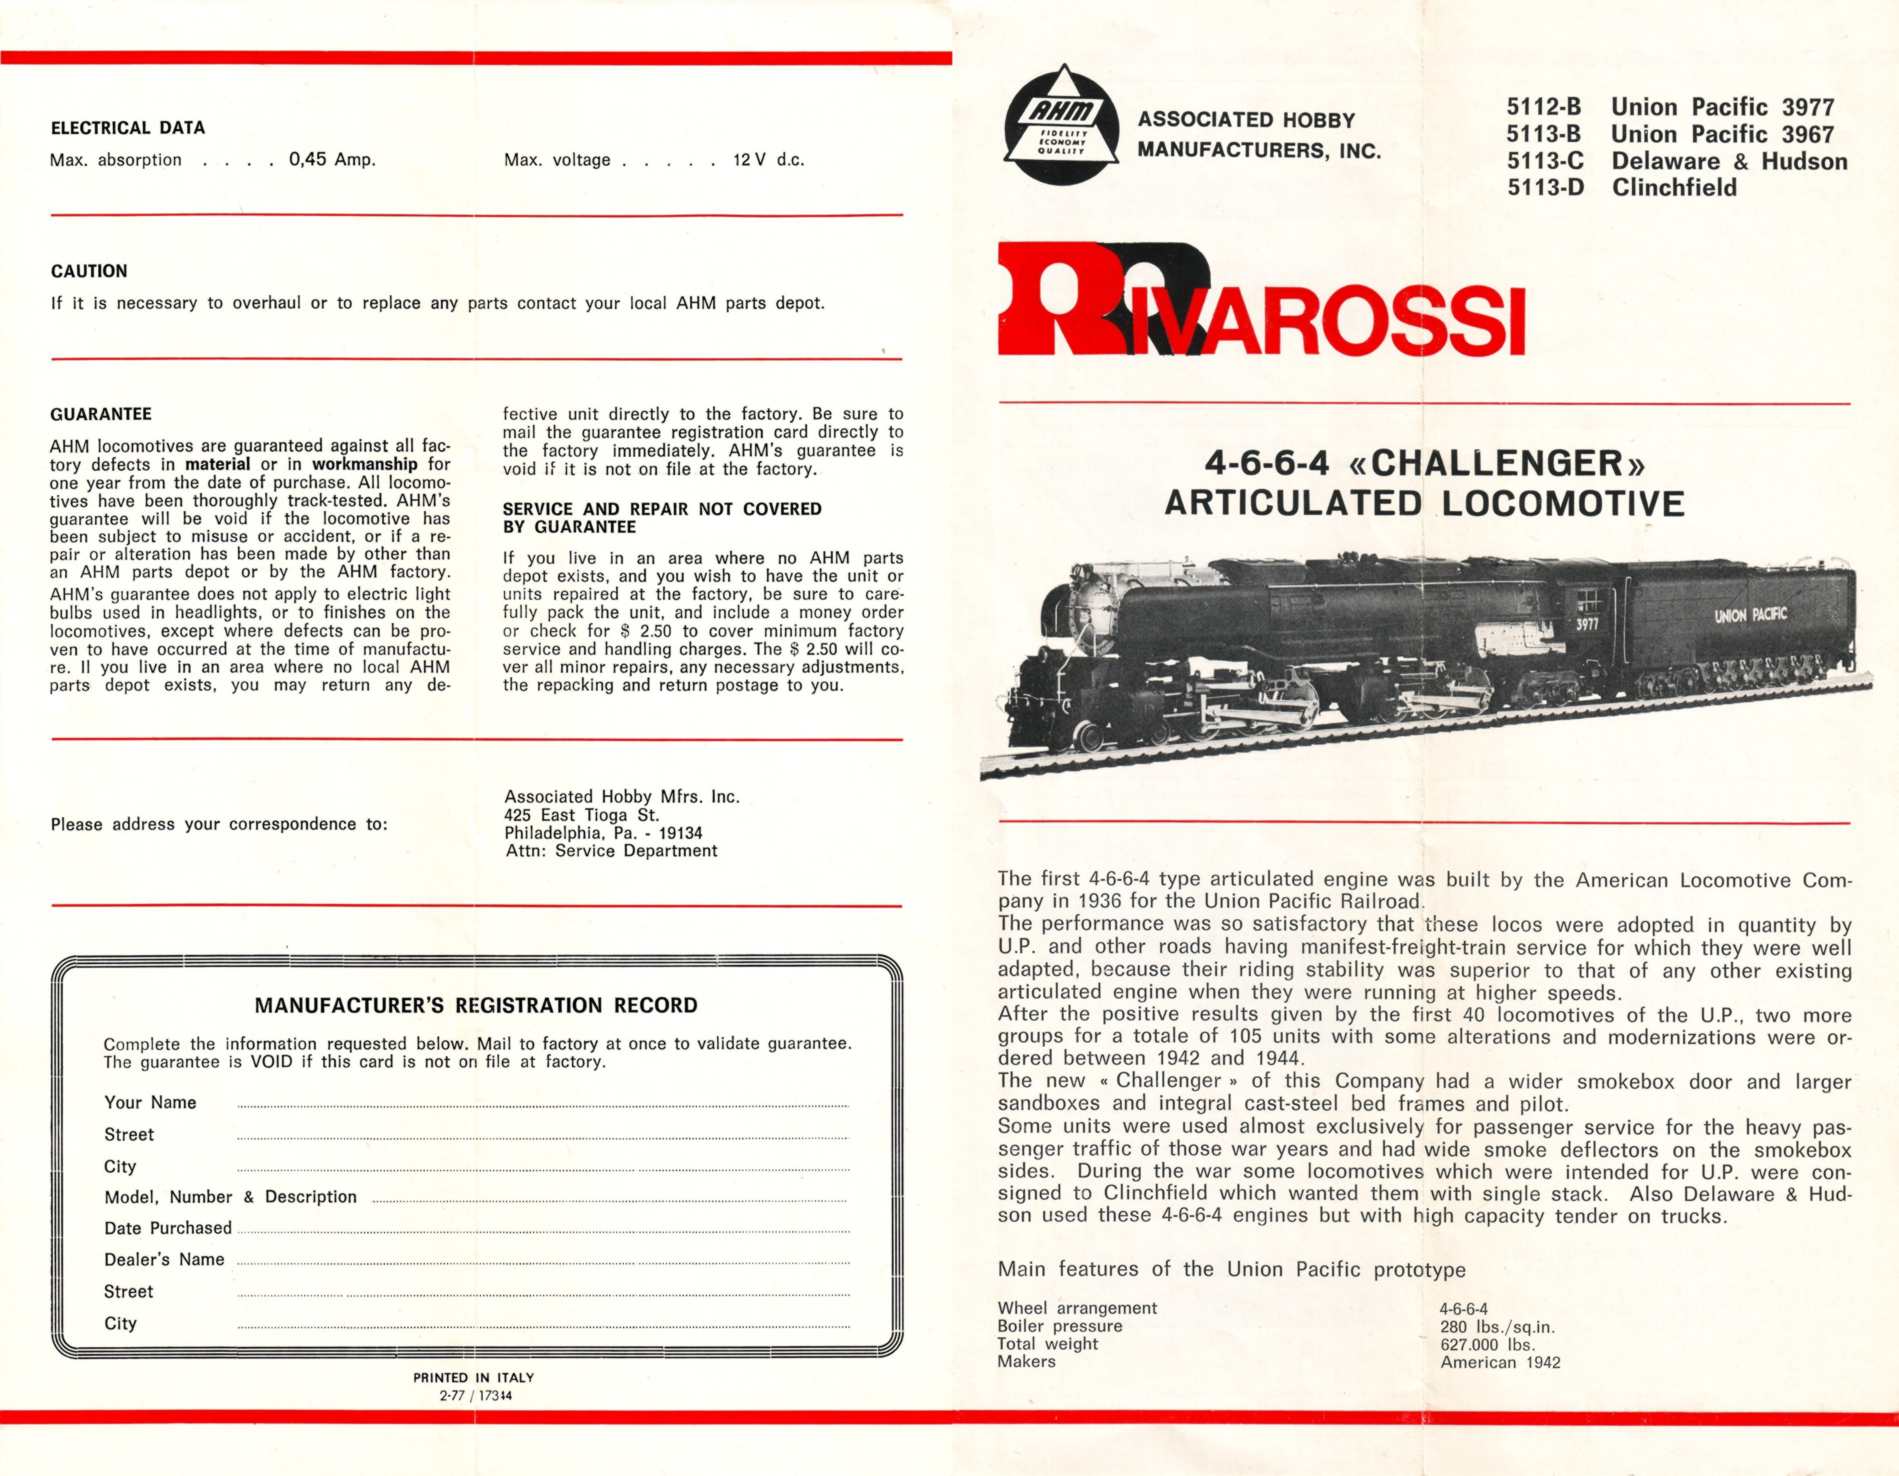 ELECTRICAL DATA
Max. absorption . . . . 0,45 Amp.
Max. voltage . . . . . 12 V d.c.
CAUTION
If it is necessary to overhaul or to replace any parts contact your local AHM parts depot.
GUARANTEE
AHM locomotives are guaranteed against all fac-
tory defects in material or in workmanship for
one year from the date of purchase. All locomo-
tives have been thoroughly track-tested. AHM's
guarantee will be void if the locomotive has
been subject to misuse or accident, or if a re-
pair or alteration has been made by other than
an AHM parts depot or by the AHM factory.
AHM's guarantee does not apply to electric light
bulbs used in headlights, or to finishes on the
locomotives, except where defects can be pro-
ven to have occurred at the time of manufactu-
re. II you live in an area where no local AHM
parts depot exists, you may return any de-
fective unit directly to the factory. Be sure to
mail the guarantee registration card directly to
the factory immediately. AHM's guarantee is
void if it is not on file at the factory.
SERVICE AND REPAIR NOT COVERED
BY GUARANTEE
If you live in an area where no AHM parts
depot exists, and you wish to have the unit or
units repaired at the factory, be sure to care-
fully pack the unit, and include a money order
or check for $ 2.50 to cover minimum factory
service and handling charges. The $ 2.50 will co-
ver all minor repairs, any necessary adjustments,
the repacking and return postage to you.
Please address your correspondence to:
Associated Hobby Mfrs. Inc.
425 East Tioga St.
Philadelphia, Pa. - 19134
Attn: Service Department
MANUFACTURER'S REGISTRATION RECORD
Complete the information requested below. Mail to factory at once to validate guarantee.
The guarantee is VOID if this card is not on file at factory.
Your Name
Street
City
Model, Number & Description
Date Purchased
Dealer's Name
Street
City
PRINTED IN ITALY
2-77 / 17344
AHM
FIDELITY
ECONOMY
QUALITY
ASSOCIATED HOBBY
MANUFACTURERS, INC.
5112-B Union Pacific 3977
5113-B Union Pacific 3967
5113-C Delaware & Hudson
5113-D Clinchfield
RIVAROSSI
4-6-6-4 «CHALLENGER»
ARTICULATED LOCOMOTIVE
3977
UNION PACIFIC
The first 4-6-6-4 type articulated engine was built by the American Locomotive Com-
pany in 1936 for the Union Pacific Railroad.
The performance was so satisfactory that these locos were adopted in quantity by
U.P. and other roads having manifest-freight-train service for which they were well
adapted, because their riding stability was superior to that of any other existing
articulated engine when they were running at higher speeds.
After the positive results given by the first 40 locomotives of the U.P., two more
groups for a totale of 105 units with some alterations and modernizations were or-
dered between 1942 and 1944.
The new « Challenger » of this Company had a wider smokebox door and larger
sandboxes and integral cast-steel bed frames and pilot.
Some units were used almost exclusively for passenger service for the heavy pas-
senger traffic of those war years and had wide smoke deflectors on the smokebox
sides. During the war some locomotives which were intended for U.P. were con-
signed to Clinchfield which wanted them with single stack. Also Delaware & Hud-
son used these 4-6-6-4 engines but with high capacity tender on trucks.
Main features of the Union Pacific prototype
Wheel arrangement 4-6-6-4
Boiler pressure 280 lbs./sq.in.
Total weight 627.000 lbs.
Makers American 1942